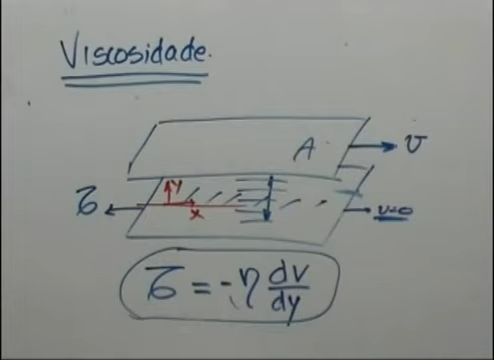 Viscosidade.
A
v
y
x
τ
v=0
τ = -η dv/dy